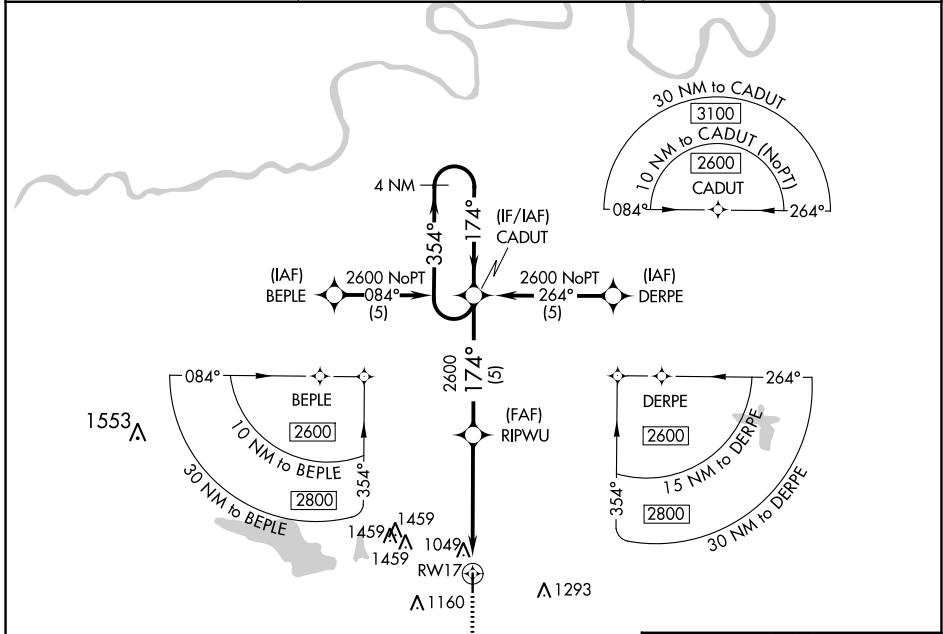 30 NM to CADUT
3100
10 NM to CADUT (NoPT)
2600
CADUT
084°
264°
4 NM
354°
174°
(IF/IAF)
CADUT
(IAF)
BEPLE
2600 NoPT
084°
(5)
2600 NoPT
264°
(5)
(IAF)
DERPE
2600
174°
(5)
(FAF)
RIPWU
084°
BEPLE
2600
10 NM to BEPLE
2800
30 NM to BEPLE
354°
264°
DERPE
2600
15 NM to DERPE
2800
30 NM to DERPE
354°
1553
1459
1459
1459
1049
RW17
1160
1293